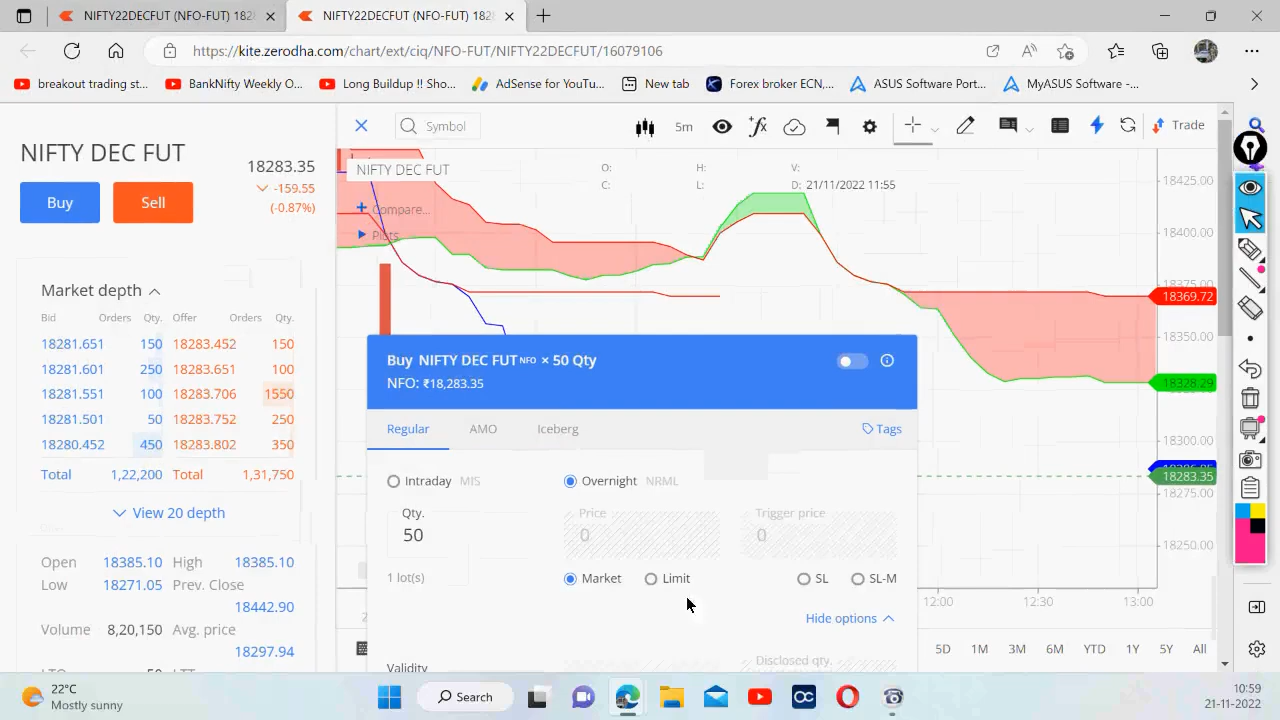 NIFTY22DECFUT (NFO-FUT) 182
NIFTY22DECFUT (NFO-FUT) 182
https://kite.zerodha.com/chart/ext/ciq/NFO-FUT/NIFTY22DECFUT/16079106
breakout trading st...
BankNifty Weekly O...
Long Buildup !! Sho...
AdSense for YouTu...
New tab
Forex broker ECN,...
ASUS Software Port...
MyASUS Software -...
NIFTY DEC FUT
18283.35
-159.55
(-0.87%)
Buy
Sell
Symbol
5m
Trade
NIFTY DEC FUT
O: H: V:
C: L: D: 21/11/2022 11:55
Compare...
Plots
Market depth
Bid Orders Qty. Offer Orders Qty.
18281.651 150 18283.452 150
18281.601 250 18283.651 100
18281.551 100 18283.706 1550
18281.501 50 18283.752 250
18280.452 450 18283.802 350
Total 1,22,200 Total 1,31,750
View 20 depth
Open 18385.10 High 18385.10
Low 18271.05 Prev. Close
18442.90
Volume 8,20,150 Avg. price
18297.94
Buy NIFTY DEC FUT NFO × 50 Qty
NFO: ₹18,283.35
Regular AMO Iceberg Tags
Intraday MIS Overnight NRML
Qty. Price Trigger price
50 0 0
1 lot(s) Market Limit SL SL-M
Hide options
Validity Disclosed qty.
18425.00
18400.00
18375.00
18369.72
18350.00
18328.29
18300.00
18283.35
18275.00
18250.00
12:00 12:30 13:00
5D 1M 3M 6M YTD 1Y 5Y All
22°C
Mostly sunny
Search
10:59
21-11-2022